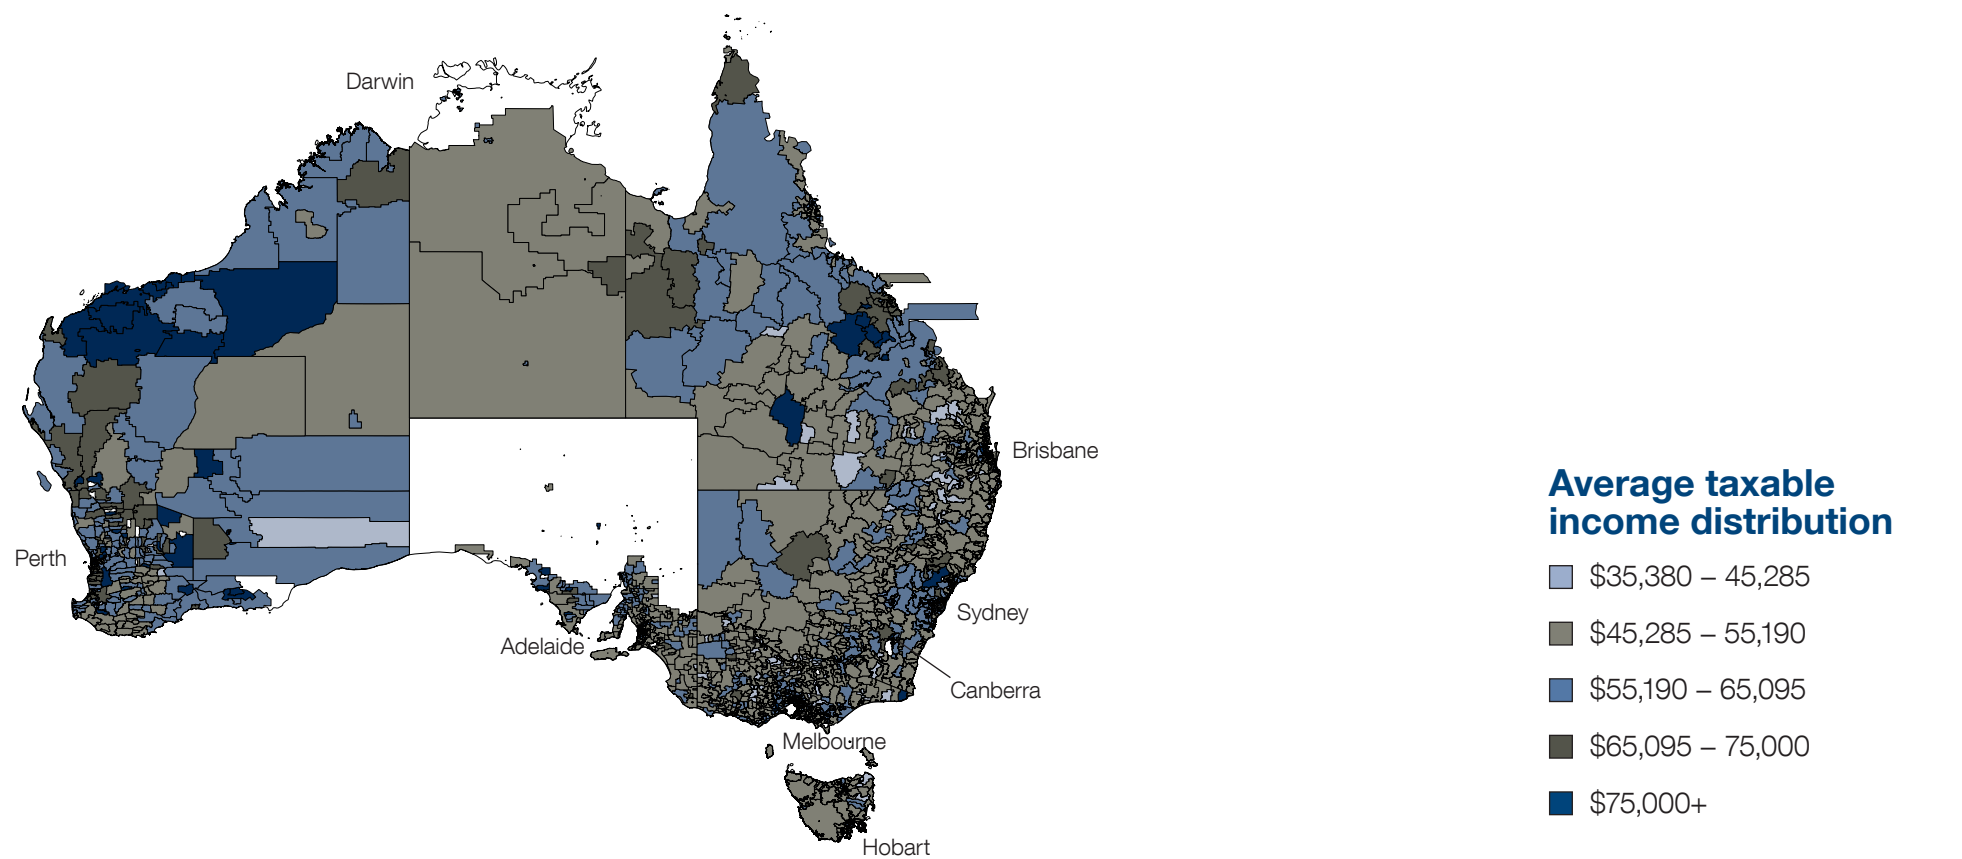 Darwin
Brisbane
Perth
Sydney
Adelaide
Canberra
Melbourne
Hobart
Average taxable
income distribution
$35,380 – 45,285
$45,285 – 55,190
$55,190 – 65,095
$65,095 – 75,000
$75,000+